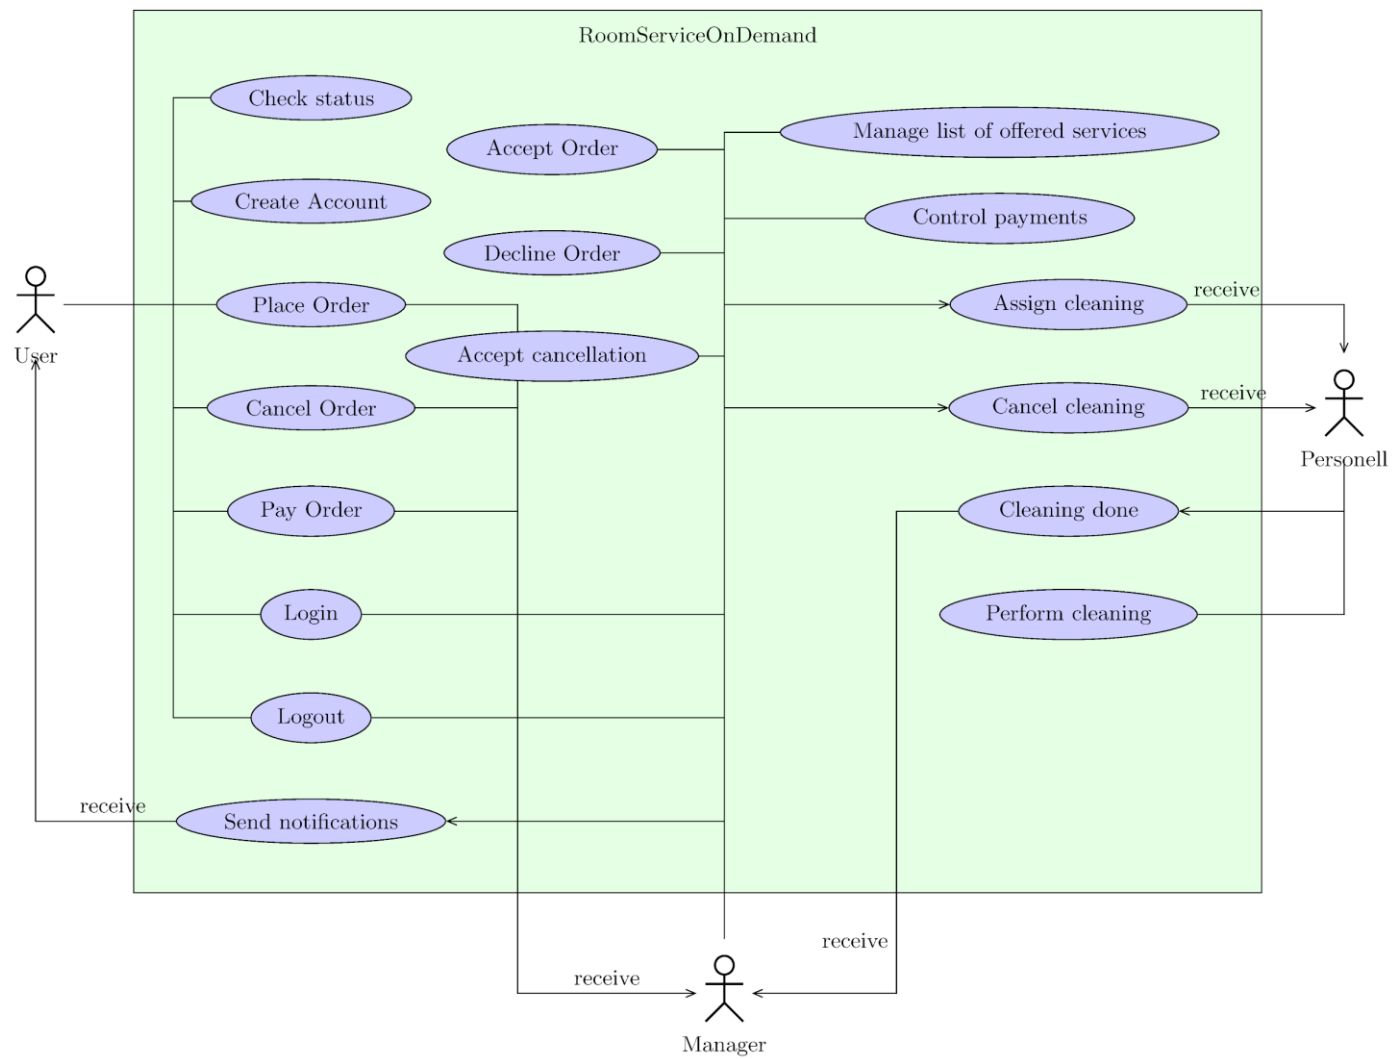 RoomServiceOnDemand
Check status
Manage list of offered services
Accept Order
Create Account
Control payments
Decline Order
receive
Place Order
Assign cleaning
User
Accept cancellation
receive
Cancel Order
Cancel cleaning
Personell
Pay Order
Cleaning done
Login
Perform cleaning
Logout
receive
Send notifications
receive
receive
Manager